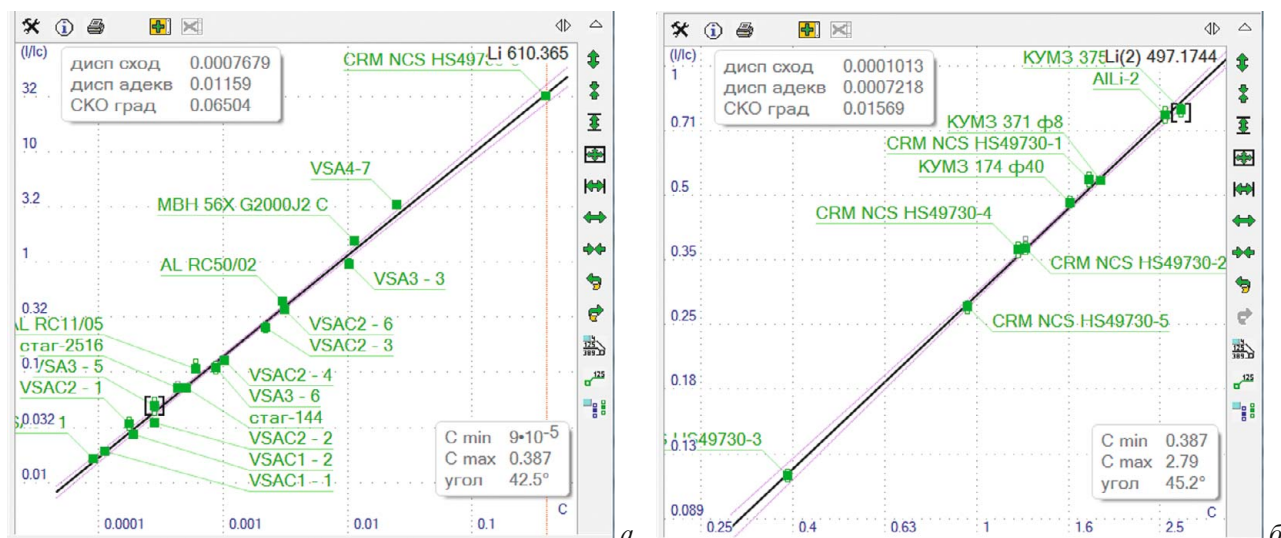 (I/Ic)
Li 610.365
CRM NCS HS49730-3
дисп сход 0.0007679
дисп адекв 0.01159
СКО град 0.06504
32
10
3.2
1
0.32
0.1
0.032
0.01
VSA4-7
MBH 56X G2000J2 C
VSA3 - 3
AL RC50/02
VSAC2 - 6
VSAC2 - 3
AL RC11/05
стаг-2516
VSA3 - 5
VSAC2 - 1
VSAC2 - 4
VSA3 - 6
стаг-144
VSAC2 - 2
VSAC1 - 2
VSAC1 - 1
C min 9•10-5
C max 0.387
угол 42.5°
C
0.0001
0.001
0.01
0.1
а
(I/Ic)
Li(2) 497.1744
КУМЗ 375
AlLi-2
дисп сход 0.0001013
дисп адекв 0.0007218
СКО град 0.01569
1
0.71
0.5
0.35
0.25
0.18
0.13
0.089
КУМЗ 371 ф8
CRM NCS HS49730-1
КУМЗ 174 ф40
CRM NCS HS49730-4
CRM NCS HS49730-2
CRM NCS HS49730-5
HS49730-3
C min 0.387
C max 2.79
угол 45.2°
C
0.25
0.4
0.63
1
1.6
2.5
б